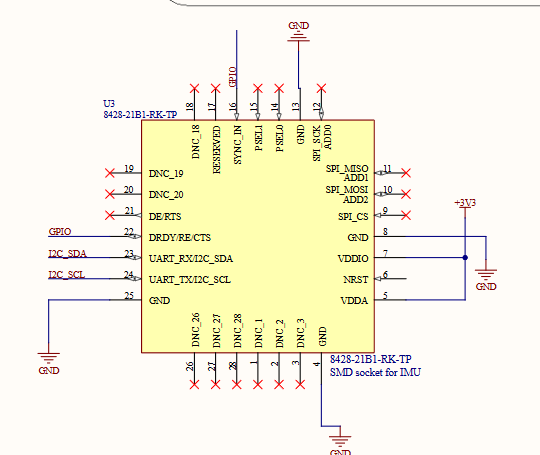 GND
GPIO
U3
8428-21B1-RK-TP
18
17
16
15
14
13
12
DNC_18
RESERVED
SYNC_IN
PSEL1
PSEL0
GND
SPI_SCK
ADD0
19
DNC_19
20
DNC_20
21
DE/RTS
GPIO
22
DRDY/RE/CTS
I2C_SDA
23
UART_RX/I2C_SDA
I2C_SCL
24
UART_TX/I2C_SCL
25
GND
GND
SPI_MISO
ADD1
11
SPI_MOSI
ADD2
10
SPI_CS
9
GND
8
VDDIO
7
NRST
6
VDDA
5
+3V3
GND
DNC_26
DNC_27
DNC_28
DNC_1
DNC_2
DNC_3
GND
26
27
28
1
2
3
4
8428-21B1-RK-TP
SMD socket for IMU
GND